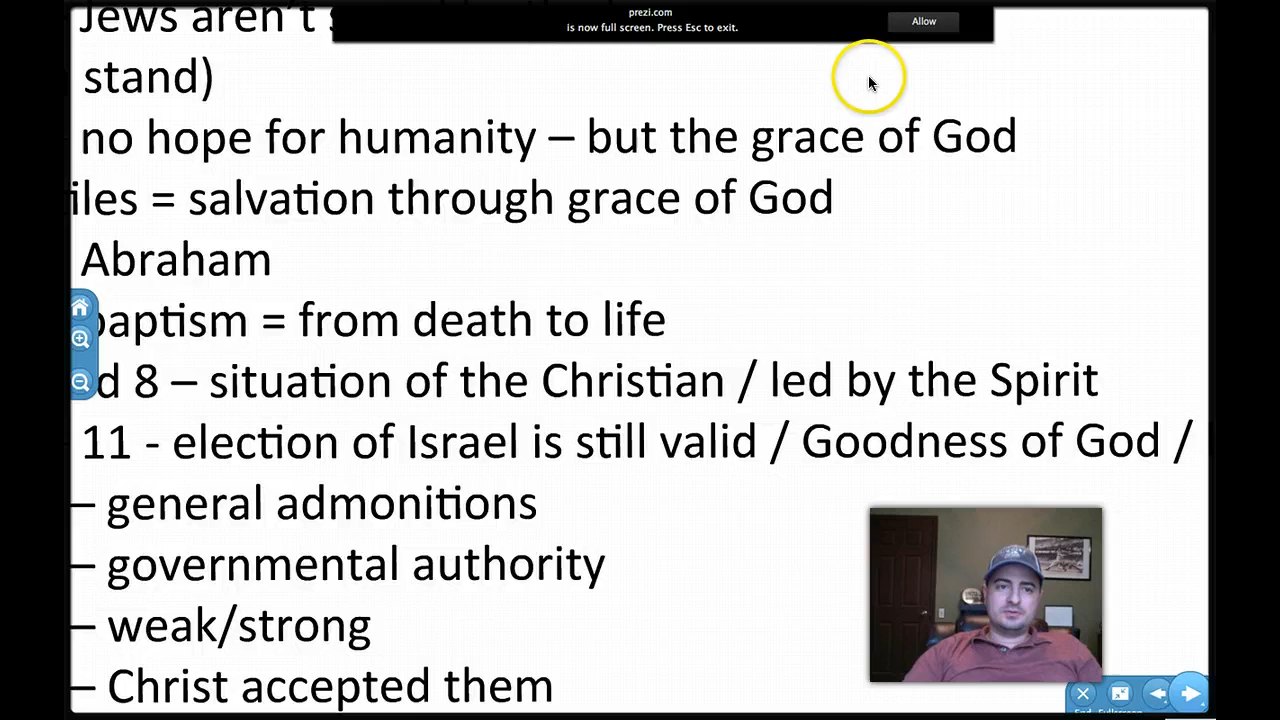 prezi.com
is now full screen. Press Esc to exit.
Allow
Jews aren't
stand)
no hope for humanity – but the grace of God
iles = salvation through grace of God
Abraham
baptism = from death to life
d 8 – situation of the Christian / led by the Spirit
11 - election of Israel is still valid / Goodness of God /
– general admonitions
– governmental authority
– weak/strong
– Christ accepted them